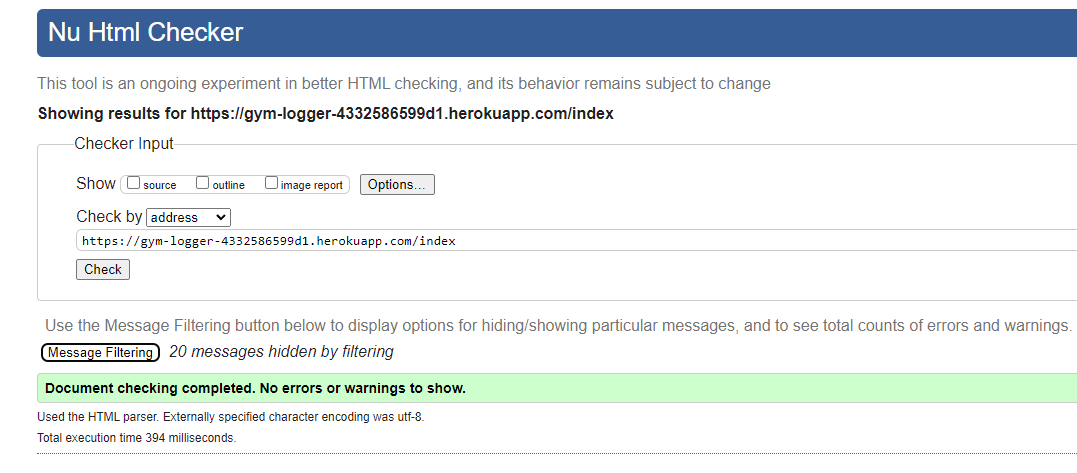 Nu Html Checker
This tool is an ongoing experiment in better HTML checking, and its behavior remains subject to change
Showing results for https://gym-logger-4332586599d1.herokuapp.com/index
Checker Input
Show source outline image report Options...
Check by address
https://gym-logger-4332586599d1.herokuapp.com/index
Check
Use the Message Filtering button below to display options for hiding/showing particular messages, and to see total counts of errors and warnings.
Message Filtering 20 messages hidden by filtering
Document checking completed. No errors or warnings to show.
Used the HTML parser. Externally specified character encoding was utf-8.
Total execution time 394 milliseconds.